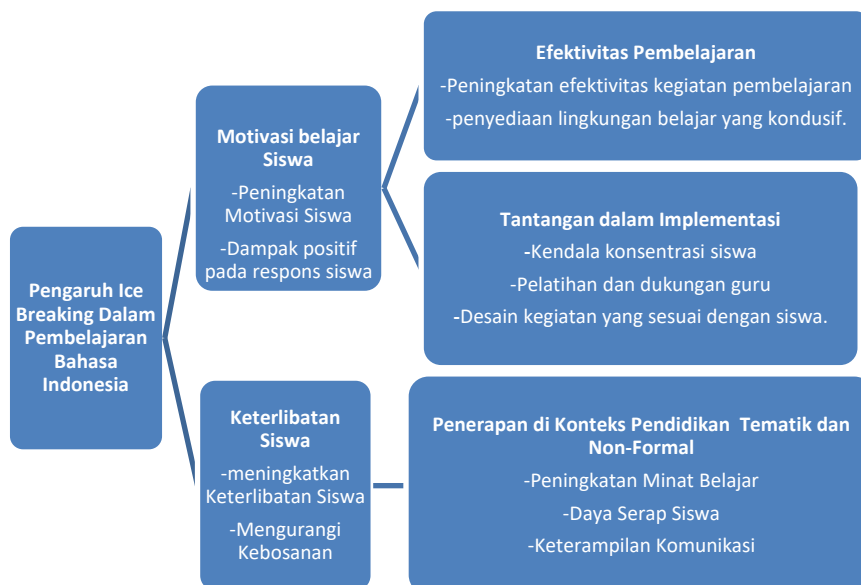 Pengaruh Ice
Breaking Dalam
Pembelajaran
Bahasa
Indonesia
Motivasi belajar
Siswa
-Peningkatan
Motivasi Siswa
-Dampak positif
pada respons siswa
Efektivitas Pembelajaran
-Peningkatan efektivitas kegiatan pembelajaran
-penyediaan lingkungan belajar yang kondusif.
Tantangan dalam Implementasi
-Kendala konsentrasi siswa
-Pelatihan dan dukungan guru
-Desain kegiatan yang sesuai dengan siswa.
Keterlibatan
Siswa
-meningkatkan
Keterlibatan Siswa
-Mengurangi
Kebosanan
Penerapan di Konteks Pendidikan Tematik dan
Non-Formal
-Peningkatan Minat Belajar
-Daya Serap Siswa
-Keterampilan Komunikasi